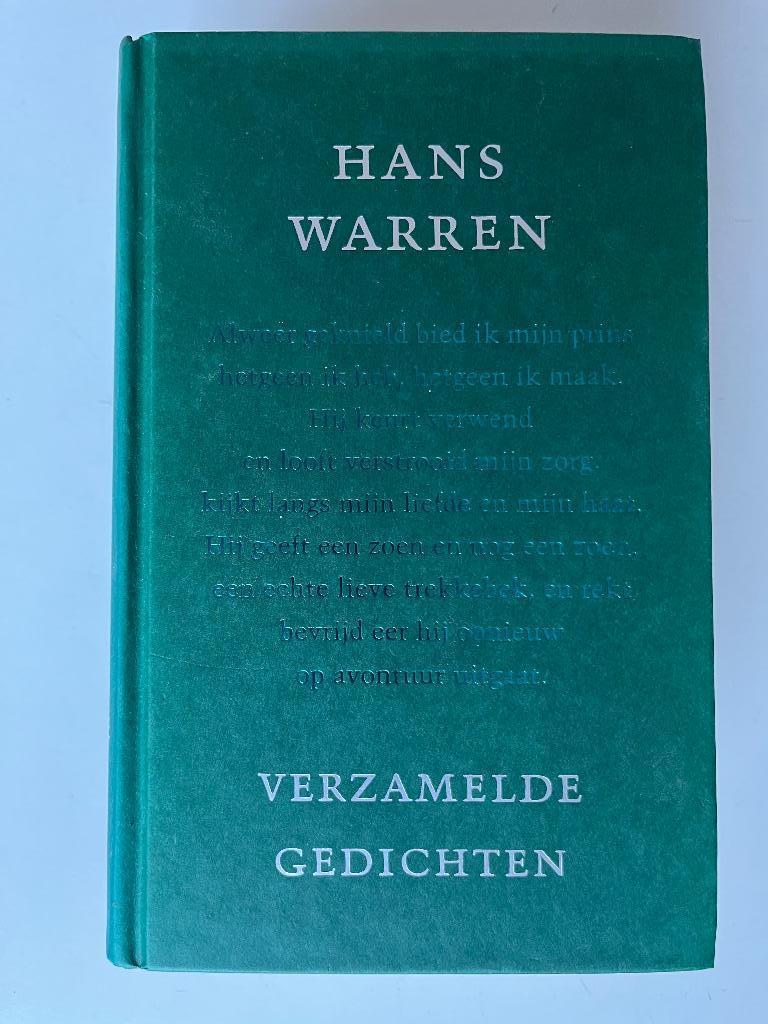 HANS
WARREN
Alweer geknield bied ik mijn prins
hetgeen ik heb, hetgeen ik maak.
Hij keurt verwend
en looft verstrooid mijn zorg,
kijkt langs mijn liefde en mijn haat.
Hij geeft een zoen en nog een zoen,
een echte lieve trekkebek, en rekt
bevrijd eer hij opnieuw
op avontuur uitgaat.
VERZAMELDE
GEDICHTEN